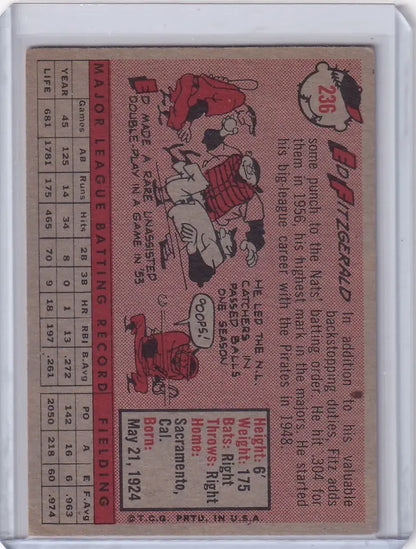 236
ED FITZGERALD
In addition to his valuable
backstopping duties, Fitz adds
some punch to the Nats' batting order. He hit .304 for
them in 1956, his highest mark in the majors. He started
his big-league career with the Pirates in 1948.
ED MADE A RARE UNASSISTED
DOUBLE-PLAY IN A GAME IN '53
HE LED THE N.L.
CATCHERS IN
PASSED BALLS
ONE SEASON.
OOPS!
Height: 6'
Weight: 175
Bats: Right
Throws: Right
Home:
Sacramento,
Cal.
Born:
May 21, 1924
©T.C.G. PRTD. IN U.S.A.
MAJOR LEAGUE BATTING RECORD FIELDING
Games AB Runs Hits 2B 3B HR RBI B.Avg PO A E F.Avg
YEAR 45 125 14 34 8 0 1 13 .272 142 16 6 .963
LIFE 681 1781 175 465 70 9 18 197 .261 2050 218 60 .974